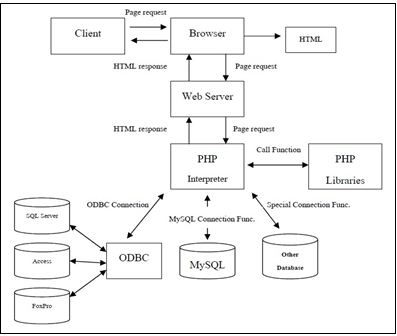 Page request
Client
Browser
HTML
HTML response
Page request
Web Server
HTML response
Page request
Call Function
PHP
Interpreter
PHP
Libraries
ODBC Connection
MySQL Connection Func.
Special Connection Func.
SQL Server
Access
FoxPro
ODBC
MySQL
Other
Database